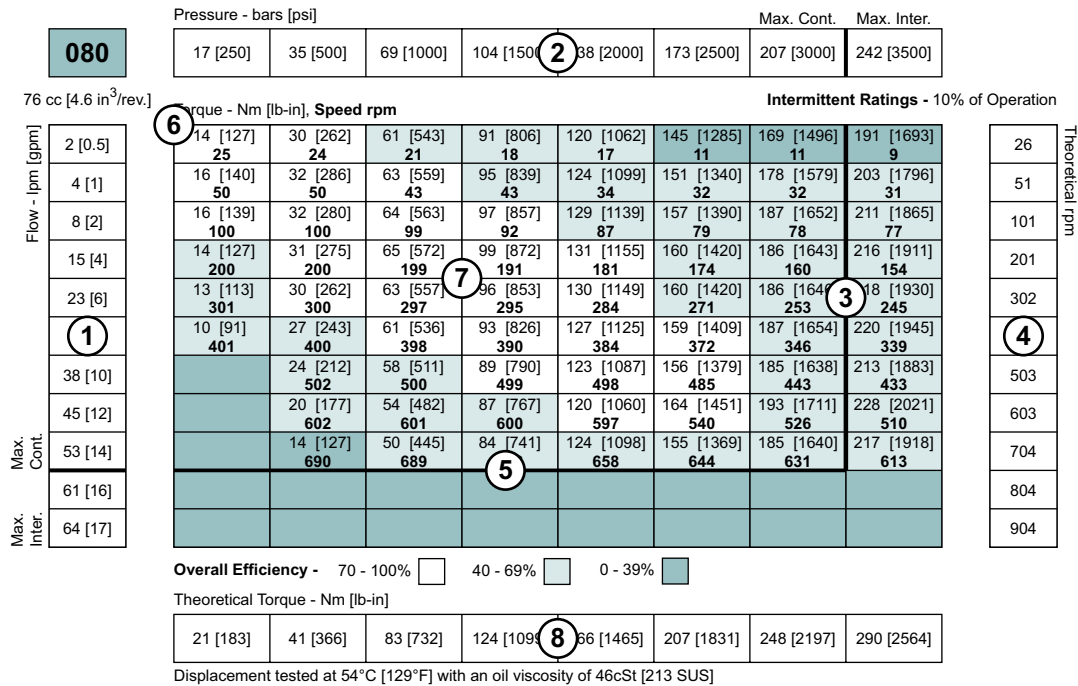 Pressure - bars [psi] Max. Cont. Max. Inter.
080 17 [250] 35 [500] 69 [1000] 104 [1500 2 38 [2000] 173 [2500] 207 [3000] 242 [3500]
76 cc [4.6 in³/rev.] Torque - Nm [lb-in], Speed rpm Intermittent Ratings - 10% of Operation
6
Flow - lpm [gpm]
Theoretical rpm
2 [0.5] 14 [127] 30 [262] 61 [543] 91 [806] 120 [1062] 145 [1285] 169 [1496] 191 [1693] 26
25 24 21 18 17 11 11 9
4 [1] 16 [140] 32 [286] 63 [559] 95 [839] 124 [1099] 151 [1340] 178 [1579] 203 [1796] 51
50 50 43 43 34 32 32 31
8 [2] 16 [139] 32 [280] 64 [563] 97 [857] 129 [1139] 157 [1390] 187 [1652] 211 [1865] 101
100 100 99 92 87 79 78 77
15 [4] 14 [127] 31 [275] 65 [572] 99 [872] 131 [1155] 160 [1420] 186 [1643] 216 [1911] 201
200 200 199 7 191 181 174 160 154
23 [6] 13 [113] 30 [262] 63 [557] 96 [853] 130 [1149] 160 [1420] 186 [1640 3 18 [1930] 302
301 300 297 295 284 271 253 245
1 10 [91] 27 [243] 61 [536] 93 [826] 127 [1125] 159 [1409] 187 [1654] 220 [1945] 4
401 400 398 390 384 372 346 339
38 [10] 24 [212] 58 [511] 89 [790] 123 [1087] 156 [1379] 185 [1638] 213 [1883] 503
502 500 499 498 485 443 433
45 [12] 20 [177] 54 [482] 87 [767] 120 [1060] 164 [1451] 193 [1711] 228 [2021] 603
602 601 600 597 540 526 510
Max. Cont. 53 [14] 14 [127] 50 [445] 84 [741] 124 [1098] 155 [1369] 185 [1640] 217 [1918] 704
690 689 5 658 644 631 613
61 [16] 804
Max. Inter. 64 [17] 904
Overall Efficiency - 70 - 100% 40 - 69% 0 - 39%
Theoretical Torque - Nm [lb-in]
21 [183] 41 [366] 83 [732] 124 [1099 8 66 [1465] 207 [1831] 248 [2197] 290 [2564]
Displacement tested at 54°C [129°F] with an oil viscosity of 46cSt [213 SUS]